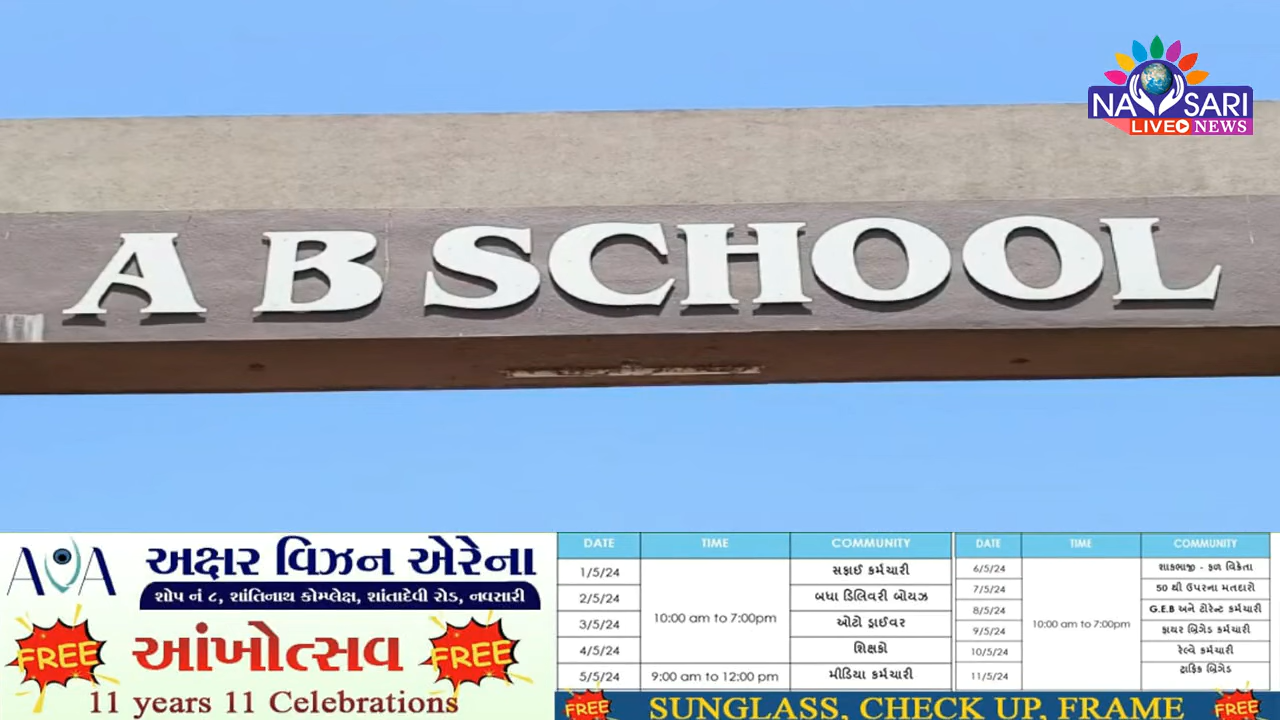 NAVSARI
LIVE NEWS
A B SCHOOL
AVA
અક્ષર વિઝન એરેના
શોપ નં ૮, શાંતિનાથ કોમ્પ્લેક્ષ, શાંતાદેવી રોડ, નવસારી
FREE આંખોત્સવ FREE
11 years 11 Celebrations
DATE TIME COMMUNITY
1/5/24 સફાઈ કર્મચારી
2/5/24 બધા ડિલિવરી બોયઝ
10:00 am to 7:00pm
3/5/24 ઓટો ડ્રાઈવર
4/5/24 શિક્ષકો
5/5/24 9:00 am to 12:00 pm મીડિયા કર્મચારી
DATE TIME COMMUNITY
6/5/24 શાકભાજી - ફળ વિક્રેતા
7/5/24 50 થી ઉપરના મતદારો
8/5/24 G.E.B અને ટોરેન્ટ કર્મચારી
10:00 am to 7:00pm
9/5/24 ફાયર બ્રિગેડ કર્મચારી
10/5/24 રેલ્વે કર્મચારી
11/5/24 ટ્રાફિક બ્રિગેડ
FREE SUNGLASS, CHECK UP, FRAME FREE